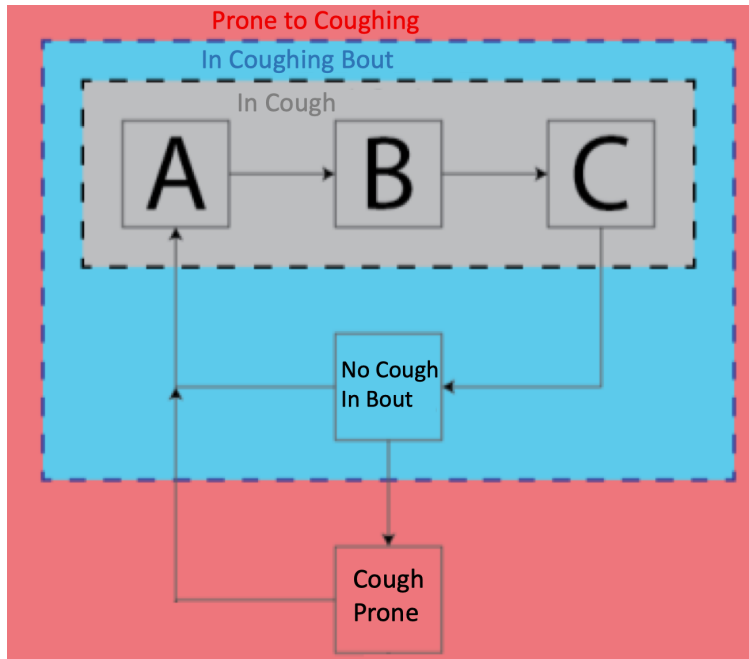 Prone to Coughing
In Coughing Bout
In Cough
A
B
C
No Cough
In Bout
Cough
Prone